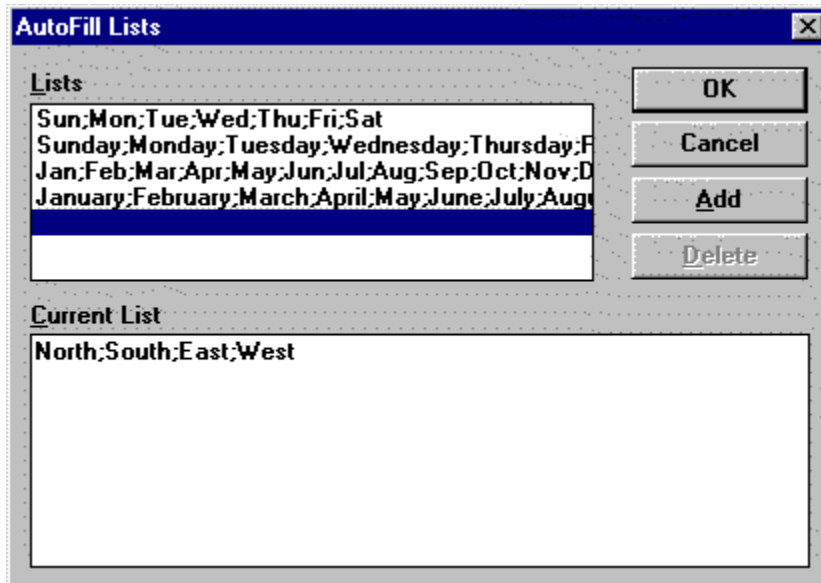 AutoFill Lists
Lists
Sun;Mon;Tue;Wed;Thu;Fri;Sat
Sunday;Monday;Tuesday;Wednesday;Thursday;F
Jan;Feb;Mar;Apr;May;Jun;Jul;Aug;Sep;Oct;Nov;D
January;February;March;April;May;June;July;Augu
OK
Cancel
Add
Delete
Current List
North;South;East;West